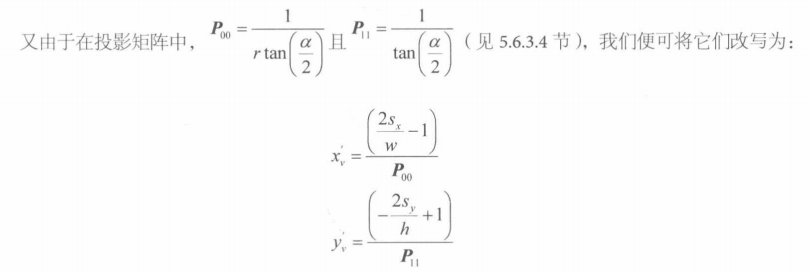 又由于在投影矩阵中，$\boldsymbol{P}_{00} = \frac{1}{r\tan\left(\frac{\alpha}{2}\right)}$ 且 $\boldsymbol{P}_{11} = \frac{1}{\tan\left(\frac{\alpha}{2}\right)}$（见 5.6.3.4 节），我们便可将它们改写为：
$x_v' = \frac{\left(\frac{2s_x}{w} - 1\right)}{\boldsymbol{P}_{00}}$
$y_v' = \frac{\left(-\frac{2s_y}{h} + 1\right)}{\boldsymbol{P}_{11}}$